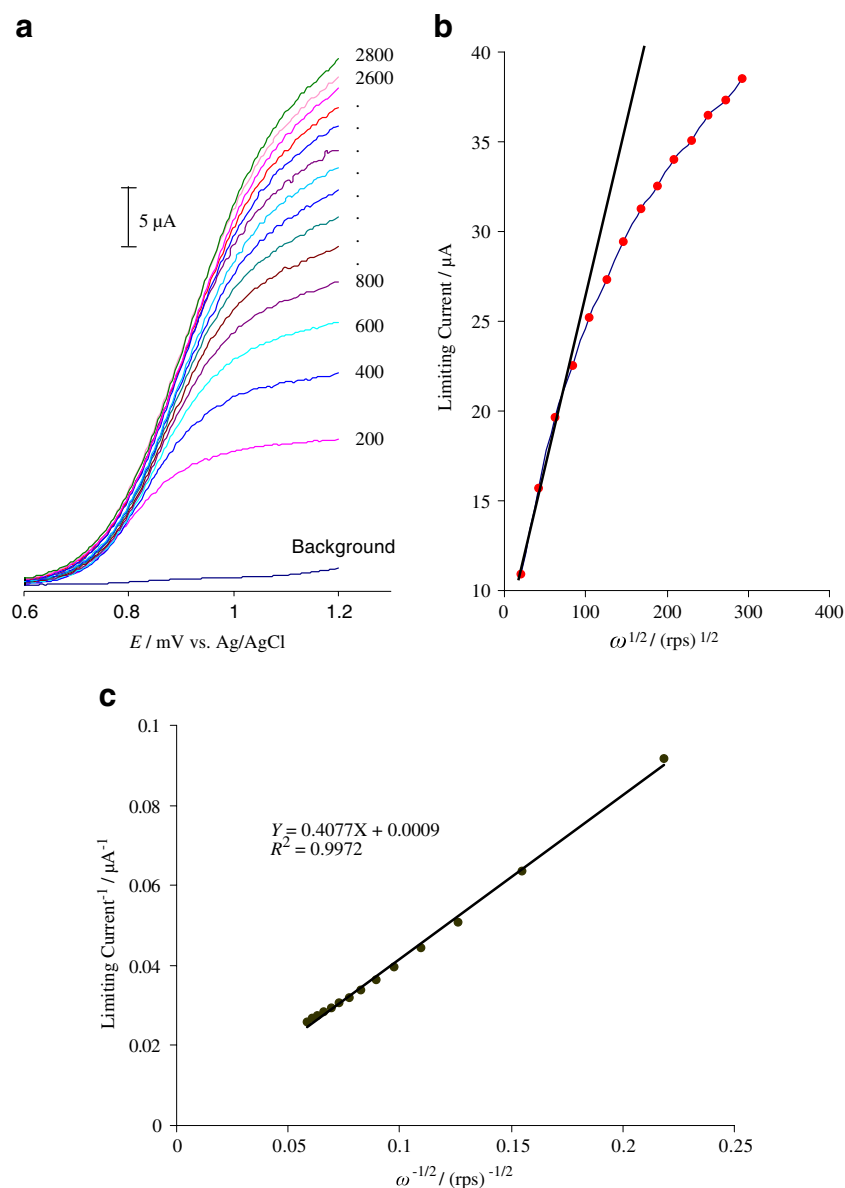 a
2800
2600
.
.
.
.
.
.
.
800
600
400
200
5 µA
Background
0.6 0.8 1 1.2
E / mV vs. Ag/AgCl
b
40
35
30
25
20
15
10
Limiting Current / µA
0 100 200 300 400
ω^1/2 / (rps)^1/2
c
0.1
0.08
0.06
0.04
0.02
0
Limiting Current^-1 / µA^-1
Y = 0.4077X + 0.0009
R^2 = 0.9972
0 0.05 0.1 0.15 0.2 0.25
ω^-1/2 / (rps)^-1/2